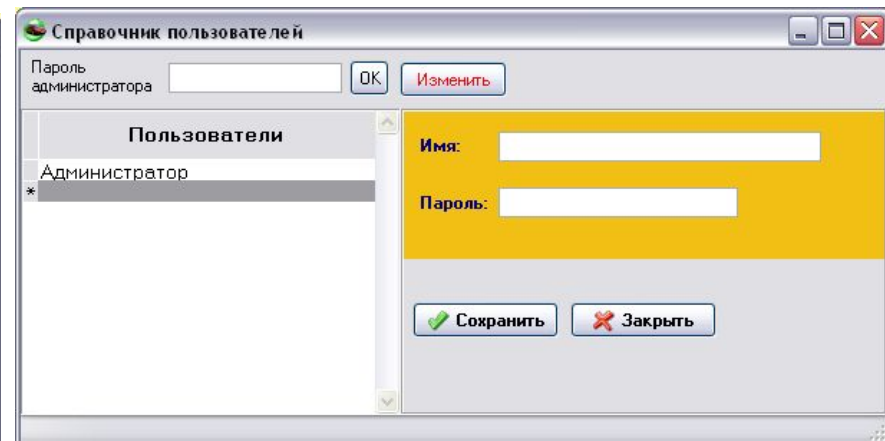 Справочник пользователей
Пароль
администратора
OK
Изменить
Пользователи
Администратор
*
Имя:
Пароль:
Сохранить
Закрыть